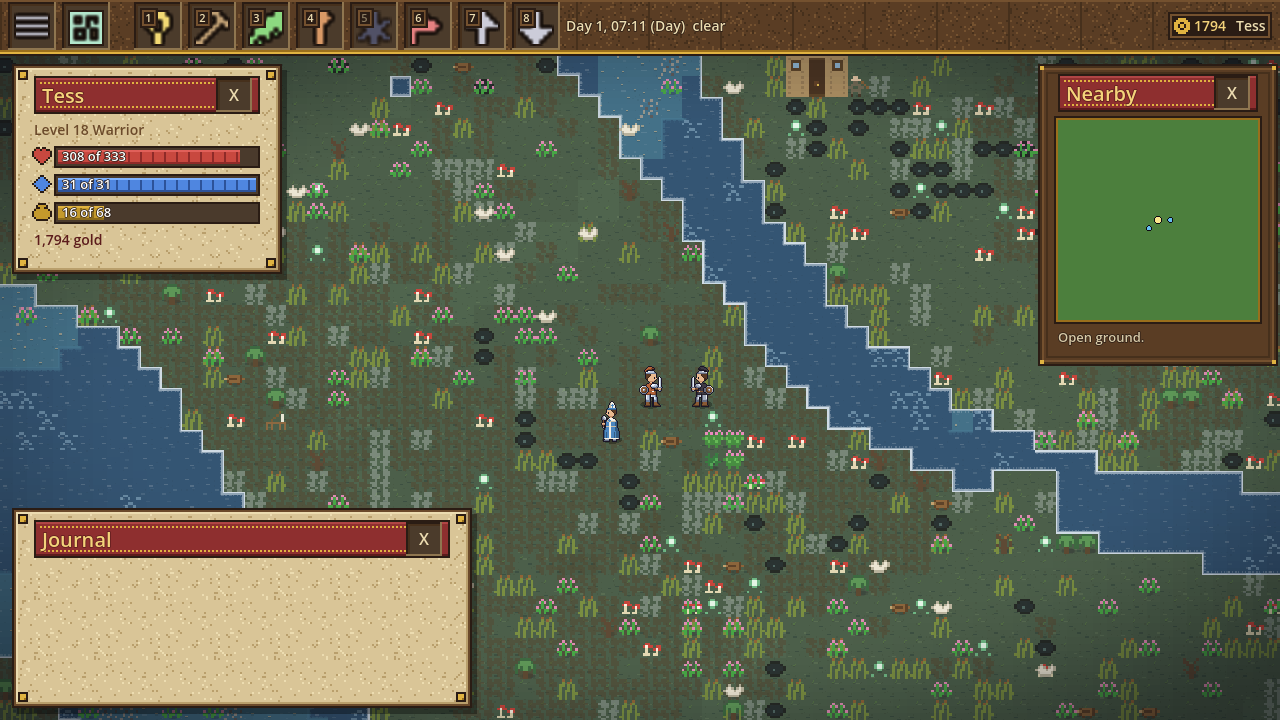 1 2 3 4 5 6 7 8 Day 1, 07:11 (Day) clear 1794 Tess
Tess X
Level 18 Warrior
308 of 333
31 of 31
16 of 68
1,794 gold
Nearby X
Open ground.
Journal X